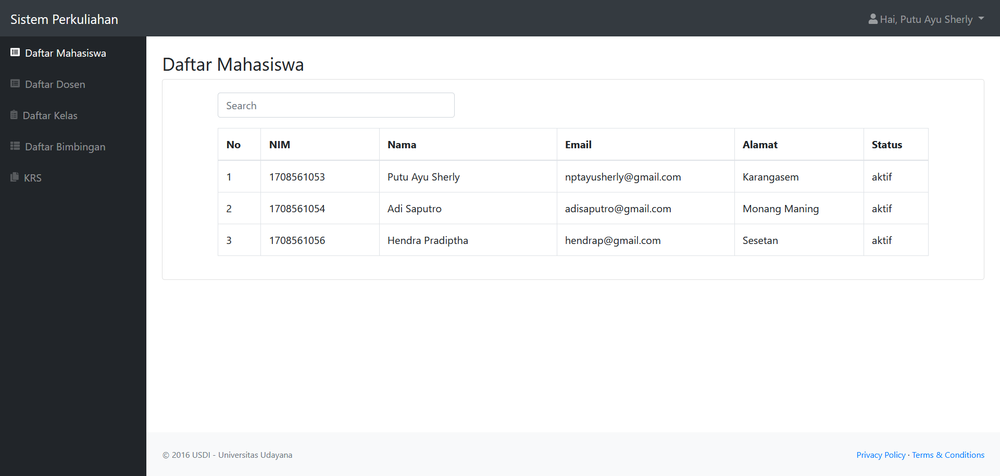 Sistem Perkuliahan
Hai, Putu Ayu Sherly
Daftar Mahasiswa
Daftar Dosen
Daftar Kelas
Daftar Bimbingan
KRS
Daftar Mahasiswa
Search
No NIM Nama Email Alamat Status
1 1708561053 Putu Ayu Sherly nptayusherly@gmail.com Karangasem aktif
2 1708561054 Adi Saputro adisaputro@gmail.com Monang Maning aktif
3 1708561056 Hendra Pradiptha hendrap@gmail.com Sesetan aktif
© 2016 USDI - Universitas Udayana
Privacy Policy · Terms & Conditions